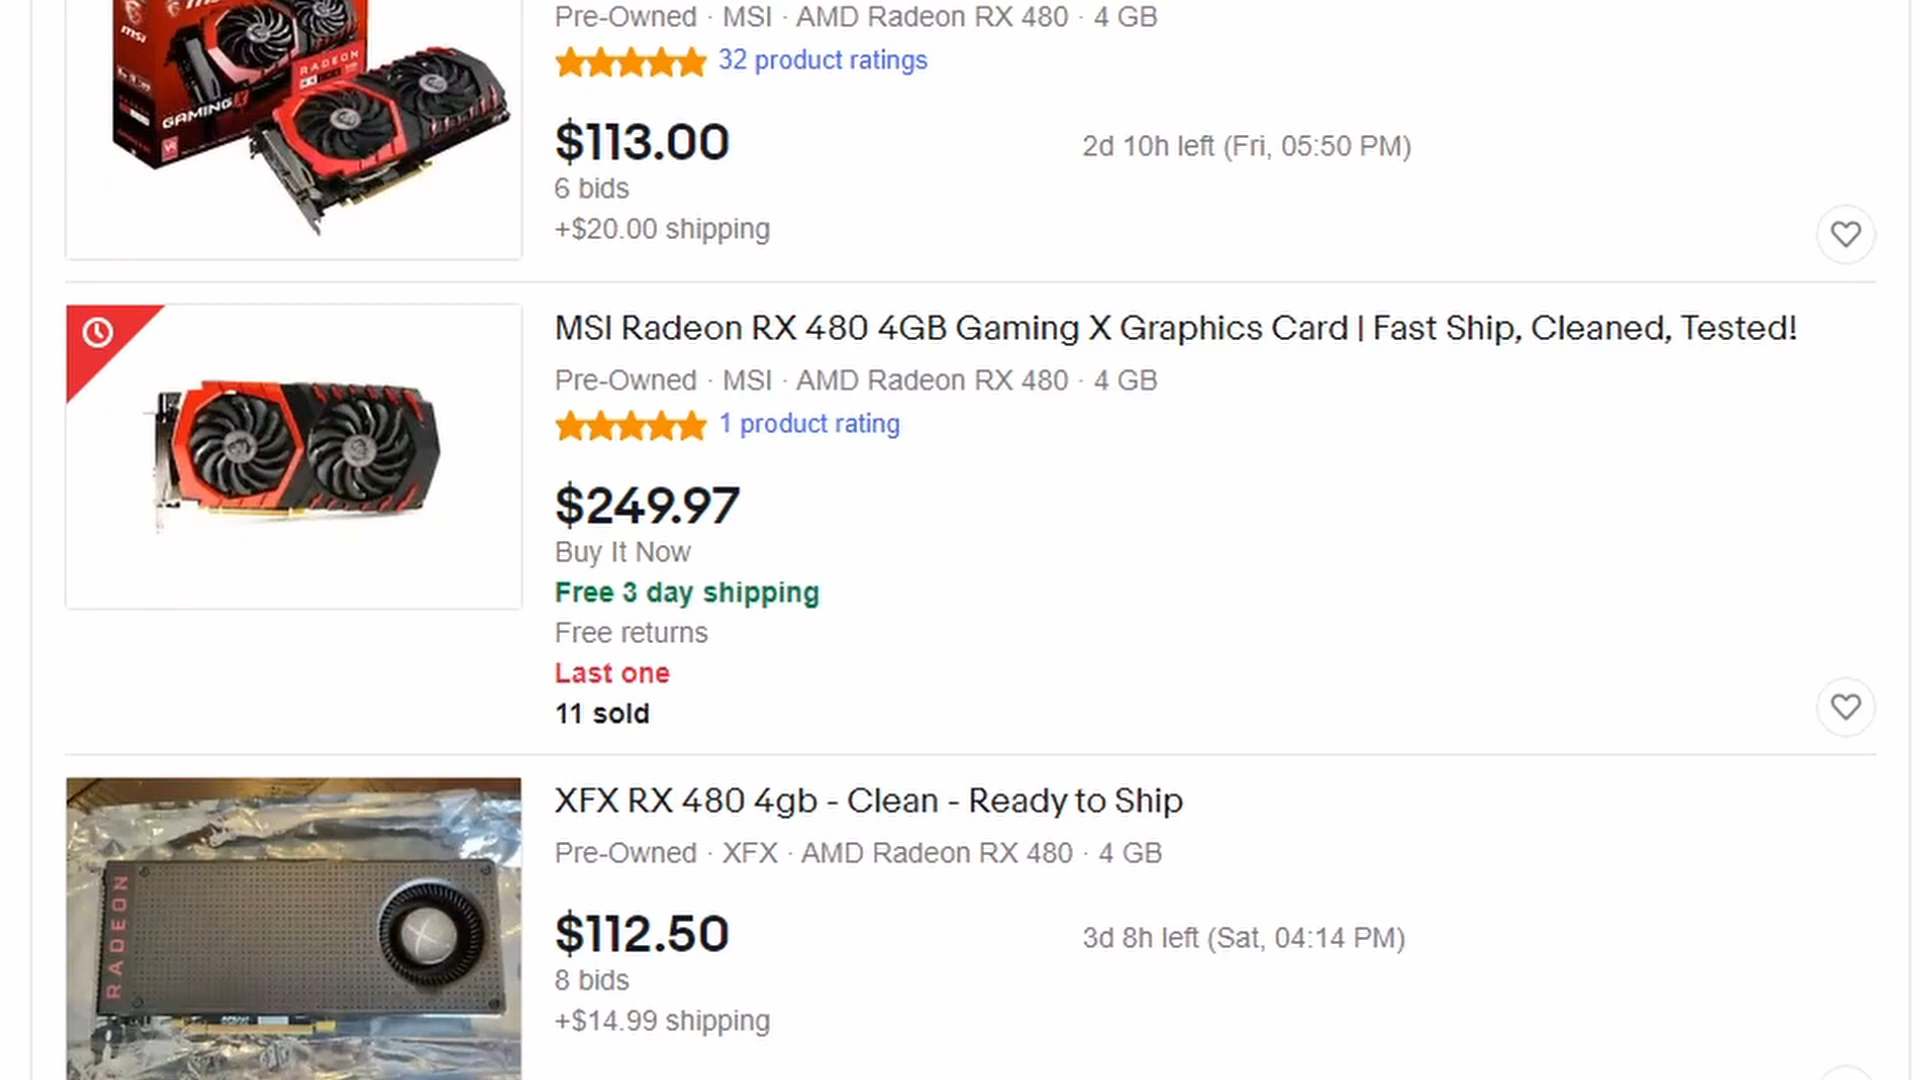 msi
GAMING X
RADEON
Pre-Owned · MSI · AMD Radeon RX 480 · 4 GB
32 product ratings
$113.00
2d 10h left (Fri, 05:50 PM)
6 bids
+$20.00 shipping
MSI Radeon RX 480 4GB Gaming X Graphics Card | Fast Ship, Cleaned, Tested!
Pre-Owned · MSI · AMD Radeon RX 480 · 4 GB
1 product rating
$249.97
Buy It Now
Free 3 day shipping
Free returns
Last one
11 sold
RADEON
XFX RX 480 4gb - Clean - Ready to Ship
Pre-Owned · XFX · AMD Radeon RX 480 · 4 GB
$112.50
3d 8h left (Sat, 04:14 PM)
8 bids
+$14.99 shipping